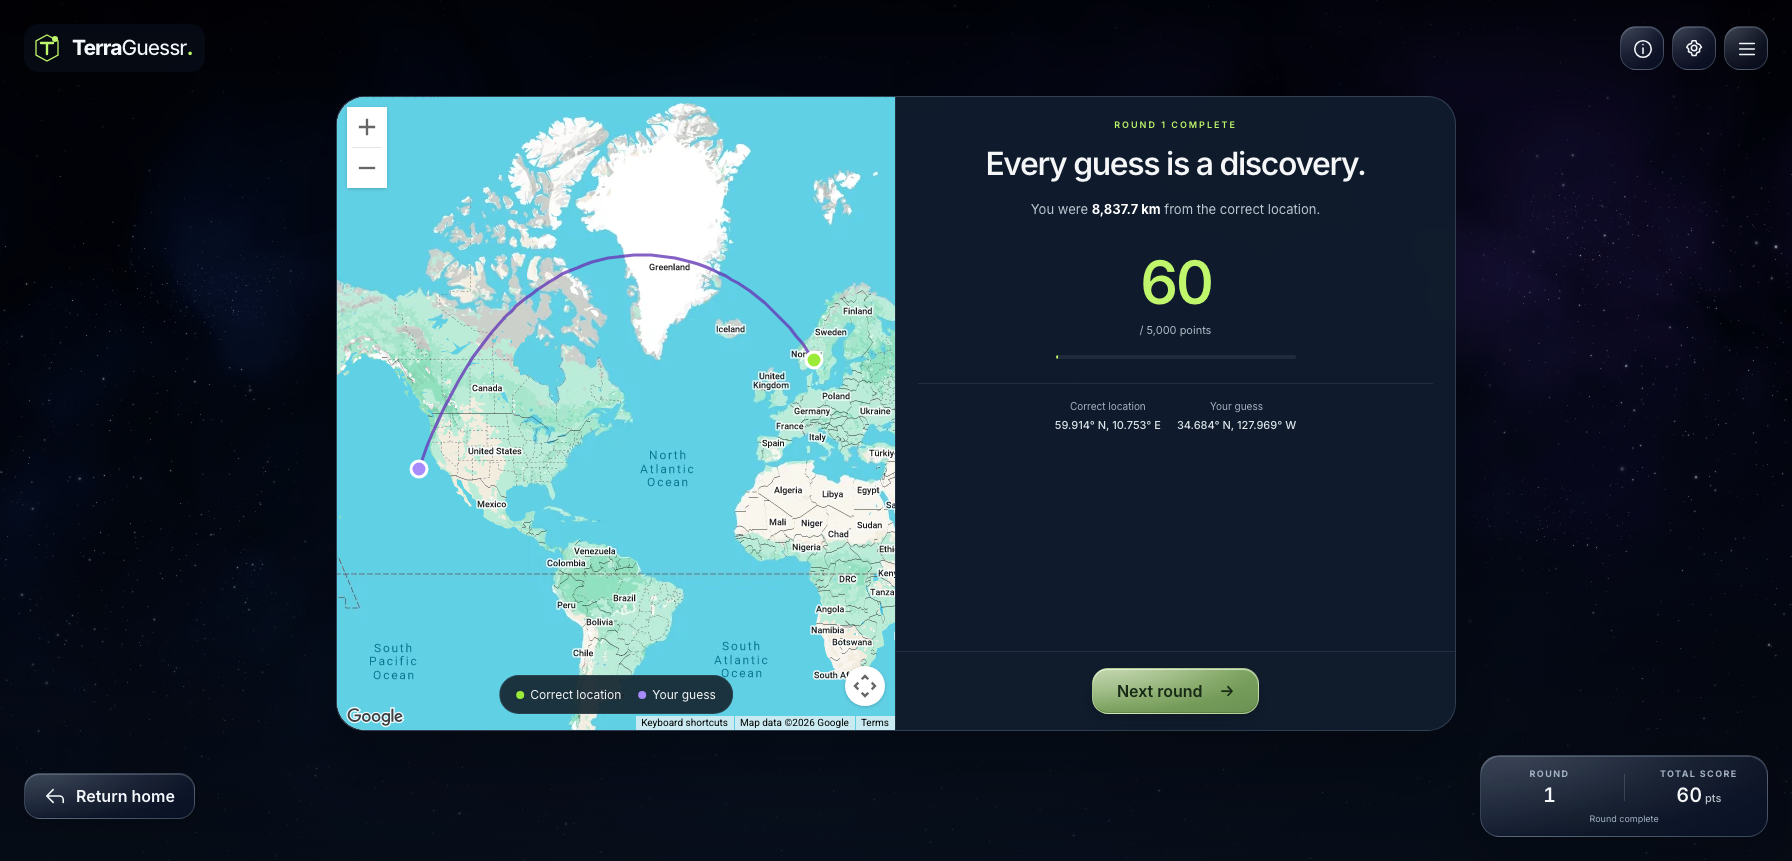 TerraGuessr.
Greenland
Iceland
Finland
Sweden
United
Kingdom
Canada
Poland
Germany
Ukraine
France
Italy
Spain
Türkiy
United States
North
Atlantic
Ocean
Mexico
Algeria
Libya
Egypt
Mali
Niger
Chad
Sudan
Nigeria
Venezuela
Colombia
DRC
Peru
Brazil
Angola
Bolivia
Namibia
Botswana
Chile
South
Pacific
Ocean
South
Atlantic
Ocean
Correct location
Your guess
Google
Keyboard shortcuts
Map data ©2026 Google
Terms
ROUND 1 COMPLETE
Every guess is a discovery.
You were 8,837.7 km from the correct location.
60
/ 5,000 points
Correct location
Your guess
59.914° N, 10.753° E
34.684° N, 127.969° W
Next round
Return home
ROUND
TOTAL SCORE
1
60 pts
Round complete